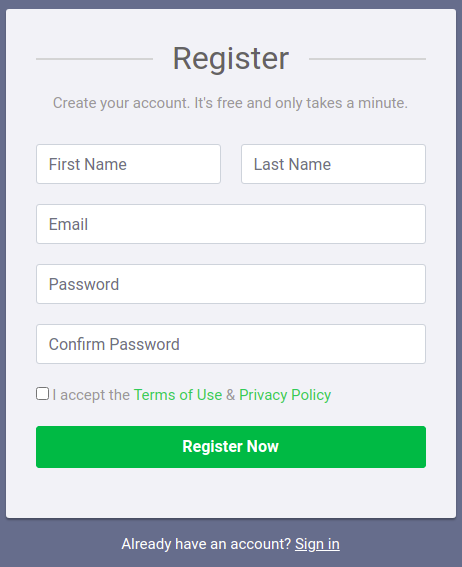 Register
Create your account. It's free and only takes a minute.
First Name Last Name
Email
Password
Confirm Password
I accept the Terms of Use & Privacy Policy
Register Now
Already have an account? Sign in